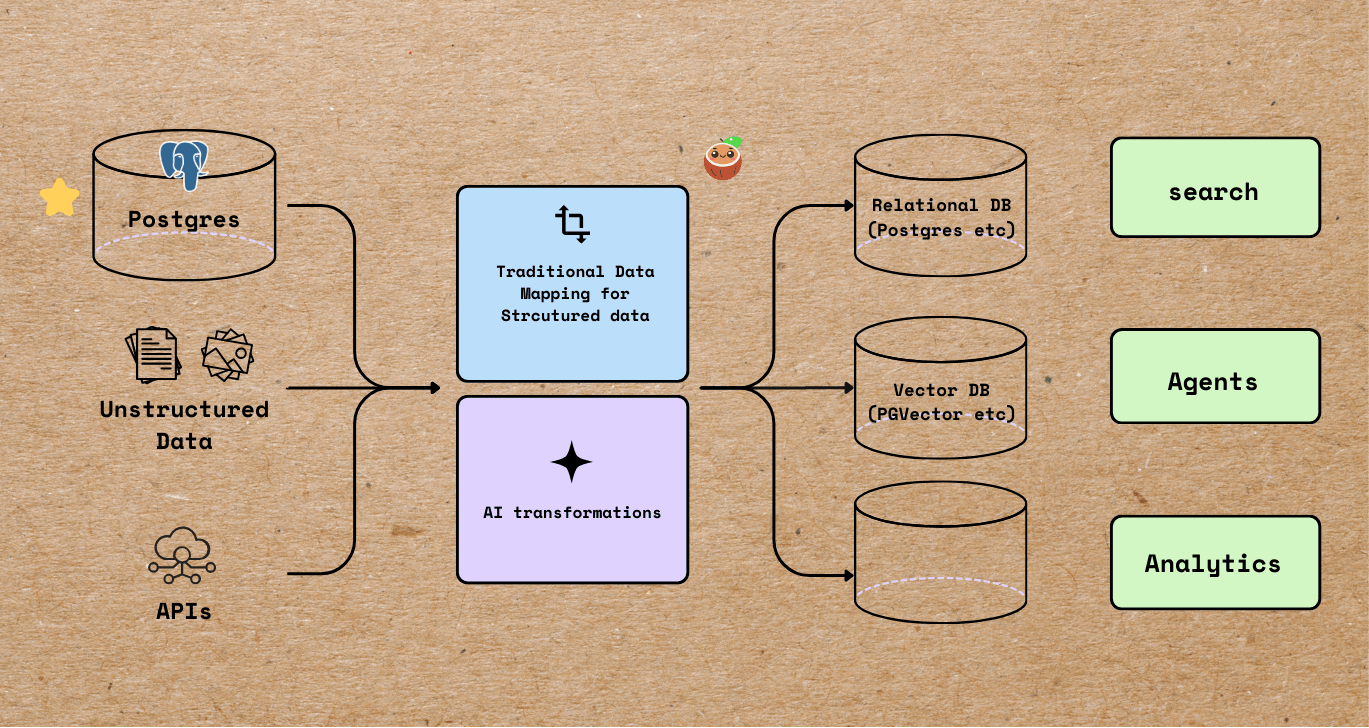 Postgres
Unstructured
Data
APIs
Traditional Data
Mapping for
Strcutured data
AI transformations
Relational DB
(Postgres etc)
Vector DB
(PGVector etc)
search
Agents
Analytics